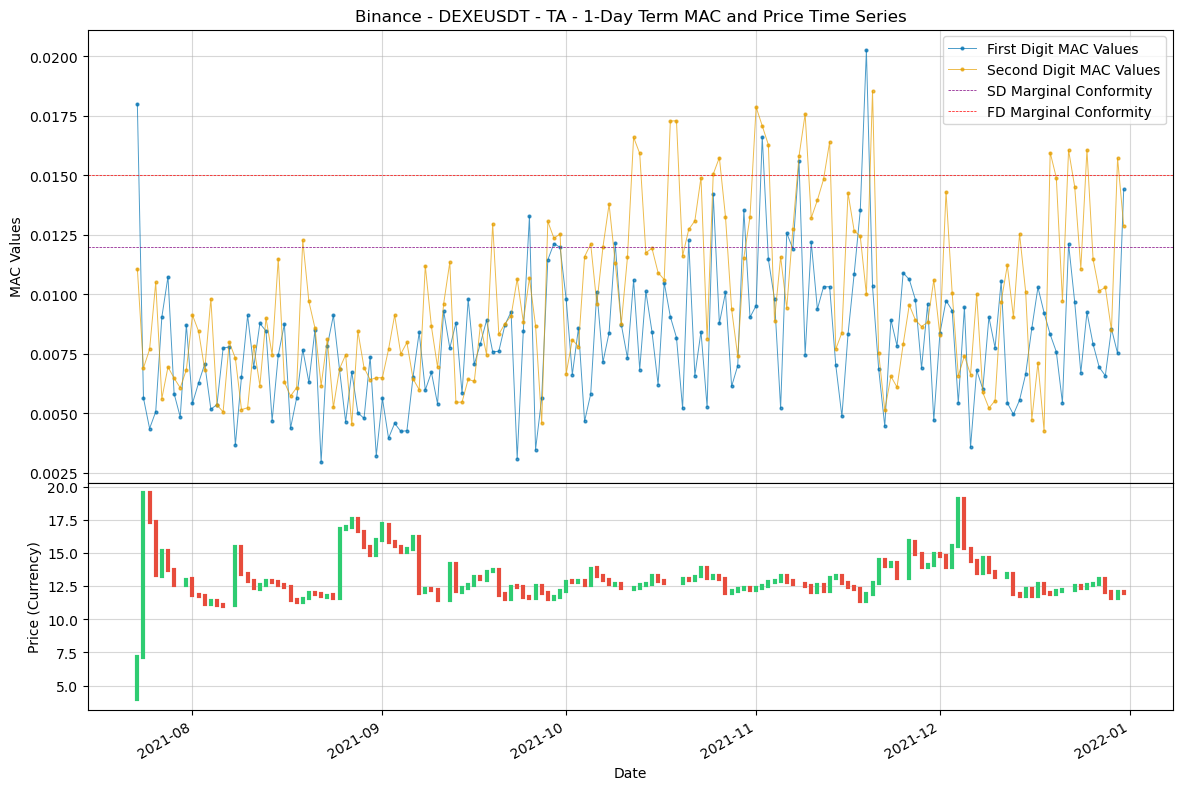 Binance - DEXEUSDT - TA - 1-Day Term MAC and Price Time Series
First Digit MAC Values
Second Digit MAC Values
SD Marginal Conformity
FD Marginal Conformity
MAC Values
0.0200
0.0175
0.0150
0.0125
0.0100
0.0075
0.0050
0.0025
Price (Currency)
20.0
17.5
15.0
12.5
10.0
7.5
5.0
2021-08
2021-09
2021-10
2021-11
2021-12
2022-01
Date